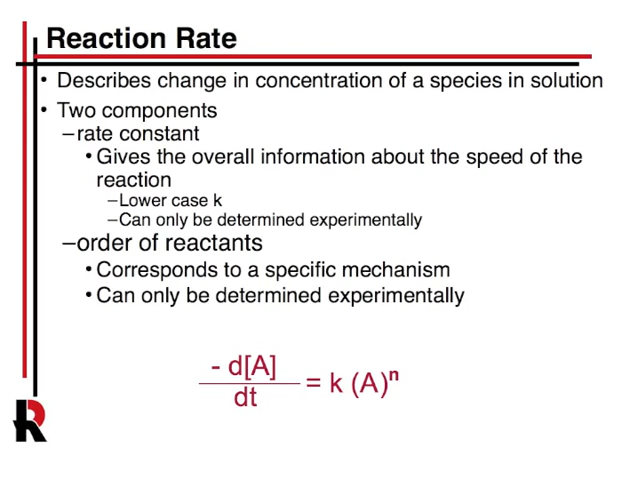 Reaction Rate
• Describes change in concentration of a species in solution
• Two components
–rate constant
• Gives the overall information about the speed of the
reaction
–Lower case k
–Can only be determined experimentally
–order of reactants
• Corresponds to a specific mechanism
• Can only be determined experimentally
- d[A]
dt
= k (A)ⁿ
R